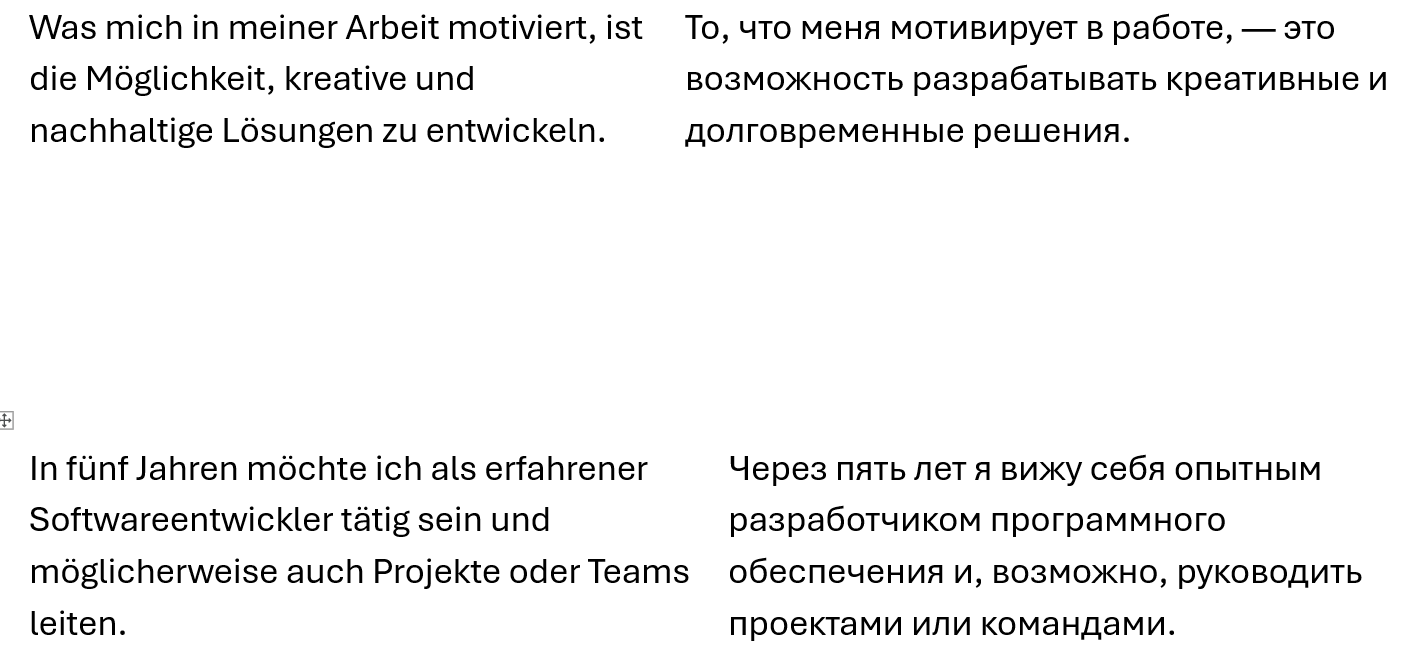 Was mich in meiner Arbeit motiviert, ist
die Möglichkeit, kreative und
nachhaltige Lösungen zu entwickeln.
То, что меня мотивирует в работе, — это
возможность разрабатывать креативные и
долговременные решения.
In fünf Jahren möchte ich als erfahrener
Softwareentwickler tätig sein und
möglicherweise auch Projekte oder Teams
leiten.
Через пять лет я вижу себя опытным
разработчиком программного
обеспечения и, возможно, руководить
проектами или командами.